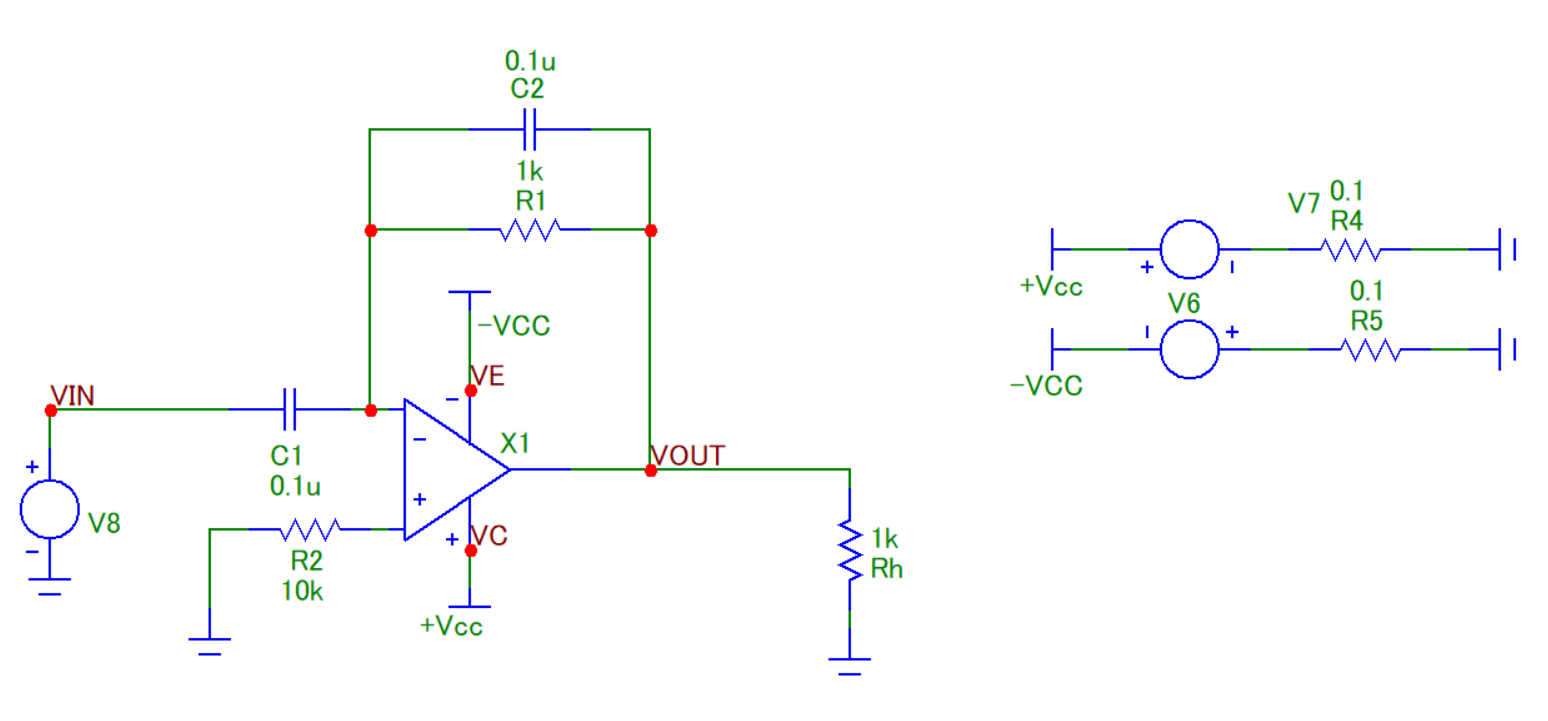 0.1u
C2
1k
R1
-VCC
VE
-
VIN
-
X1
C1
0.1u
+
V8
-
+
R2
10k
+
VC
+Vcc
VOUT
1k
Rh
V7
0.1
R4
+
-
+Vcc
V6
0.1
R5
-
+
-VCC